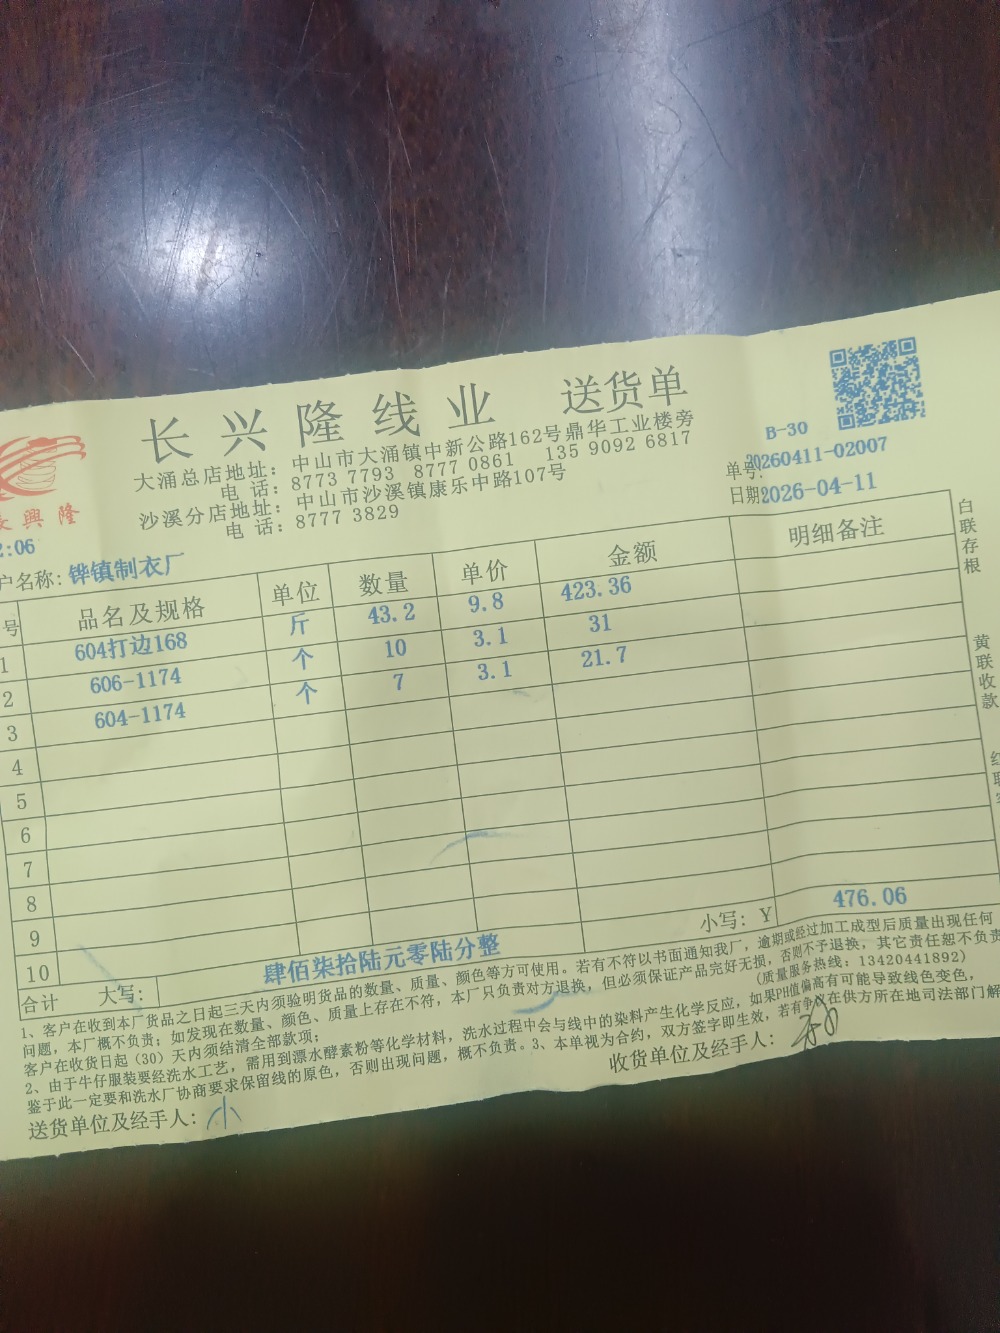 长兴隆线业 送货单
大涌总店地址：中山市大涌镇中新公路162号鼎华工业楼旁
电话：8773 7793 8777 0861 135 9092 6817
沙溪分店地址：中山市沙溪镇康乐中路107号
电话：8777 3829
B-30
单号:20260411-02007
日期2026-04-11
興隆
2:06
户名称: 铧镇制衣厂
号 品名及规格 单位 数量 单价 金额 明细备注
1 604打边168 斤 43.2 9.8 423.36
2 606-1174 个 10 3.1 31
3 604-1174 个 7 3.1 21.7
4
5
6
7
8
9
10
合计 大写: 肆佰柒拾陆元零陆分整 小写: Y 476.06
1、客户在收到本厂货品之日起三天内须验明货品的数量、质量、颜色等方可使用。若有不符以书面通知我厂，逾期或经过加工成型后质量出现任何
问题，本厂概不负责；如发现在数量、颜色、质量上存在不符，本厂只负责对方退换，但必须保证产品完好无损，否则不予退换，其它责任恕不负责
客户在收货日起（30）天内须结清全部款项； （质量服务热线：13420441892）
2、由于牛仔服装要经洗水工艺，需用到漂水酵素粉等化学材料，洗水过程中会与线中的染料产生化学反应，如果PH值偏高有可能导致线色变色，
鉴于此一定要和洗水厂协商要求保留线的原色，否则出现问题，概不负责。3、本单视为合约，双方签字即生效，若有争议在供方所在地司法部门解
送货单位及经手人: 小
收货单位及经手人:
白联存根
黄联收款
红联